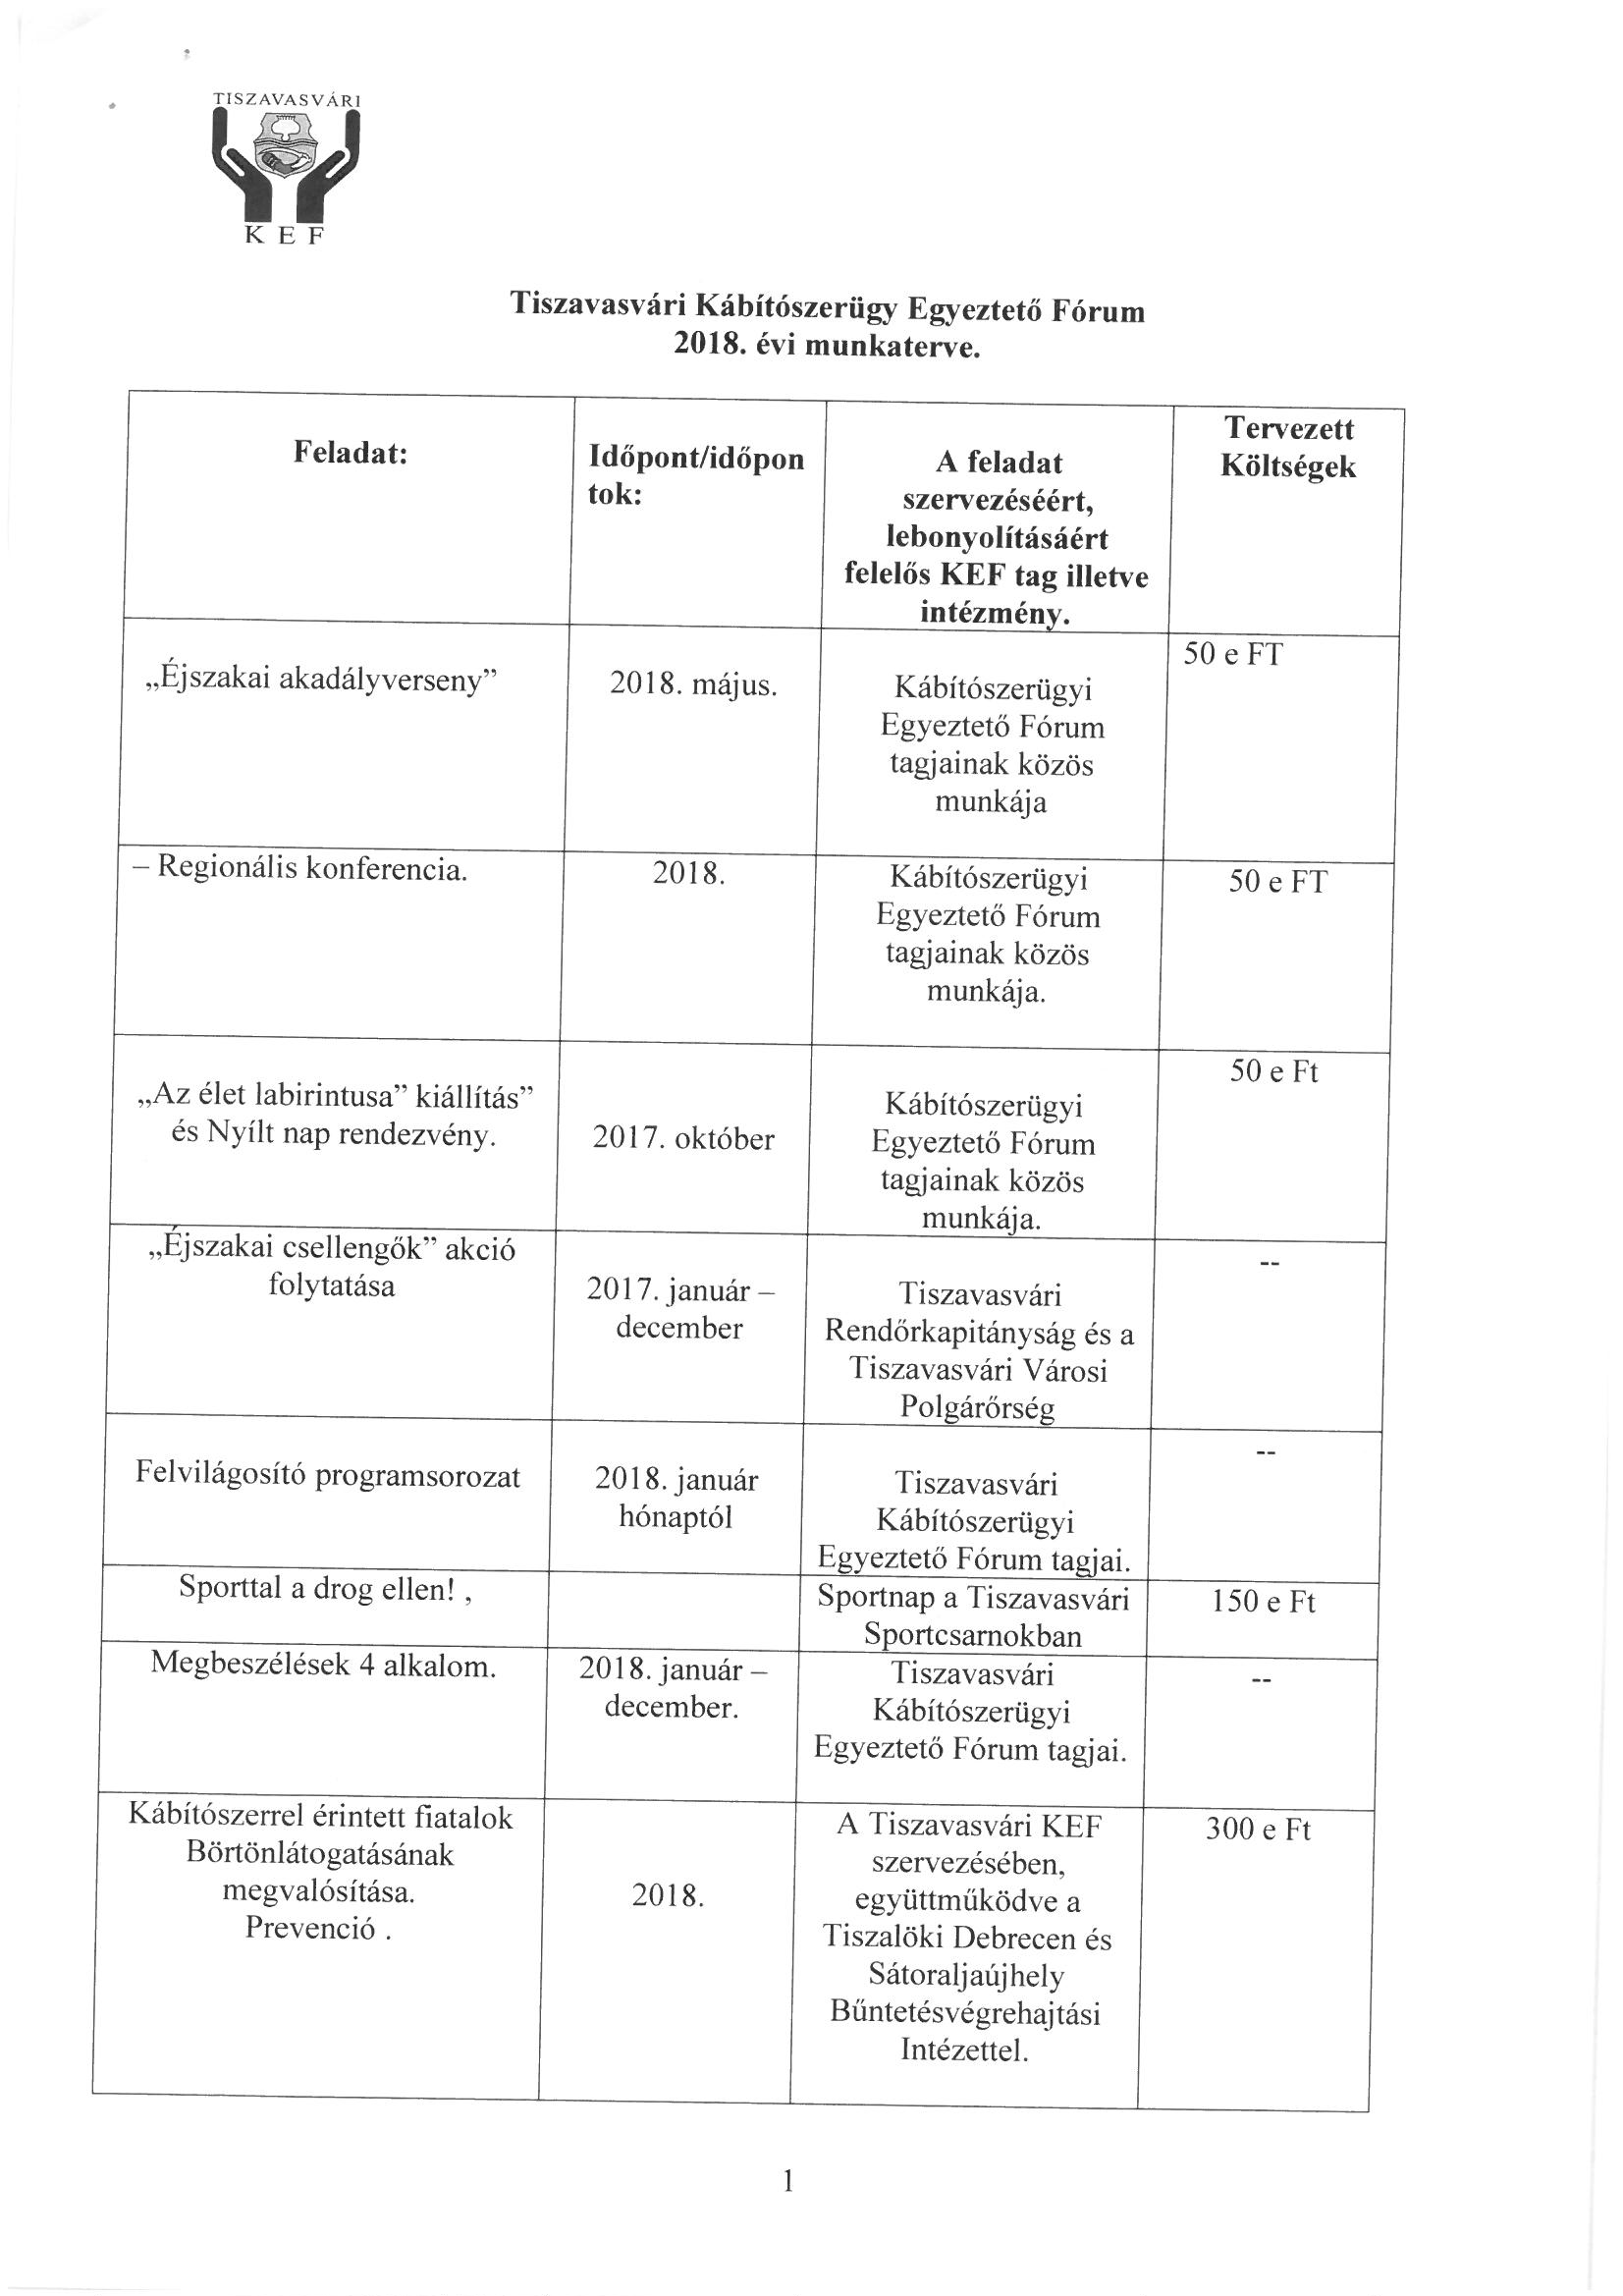 TISZAVASVÁRI
K E F
Tiszavasvári Kábítószerügy Egyeztető Fórum
2018. évi munkaterve.
Feladat:
Időpont/időpon
tok:
A feladat
szervezéséért,
lebonyolításáért
felelős KEF tag illetve
intézmény.
Tervezett
Költségek
„Éjszakai akadályverseny”
2018. május.
Kábítószerügyi
Egyeztető Fórum
tagjainak közös
munkája
50 e FT
– Regionális konferencia.
2018.
Kábítószerügyi
Egyeztető Fórum
tagjainak közös
munkája.
50 e FT
„Az élet labirintusa” kiállítás”
és Nyílt nap rendezvény.
2017. október
Kábítószerügyi
Egyeztető Fórum
tagjainak közös
munkája.
50 e Ft
„Éjszakai csellengők” akció
folytatása
2017. január –
december
Tiszavasvári
Rendőrkapitányság és a
Tiszavasvári Városi
Polgárőrség
--
Felvilágosító programsorozat
2018. január
hónaptól
Tiszavasvári
Kábítószerügyi
Egyeztető Fórum tagjai.
--
Sporttal a drog ellen! ,
Sportnap a Tiszavasvári
Sportcsarnokban
150 e Ft
Megbeszélések 4 alkalom.
2018. január –
december.
Tiszavasvári
Kábítószerügyi
Egyeztető Fórum tagjai.
--
Kábítószerrel érintett fiatalok
Börtönlátogatásának
megvalósítása.
Prevenció .
2018.
A Tiszavasvári KEF
szervezésében,
együttműködve a
Tiszalöki Debrecen és
Sátoraljaújhely
Bűntetésvégrehajtási
Intézettel.
300 e Ft
1